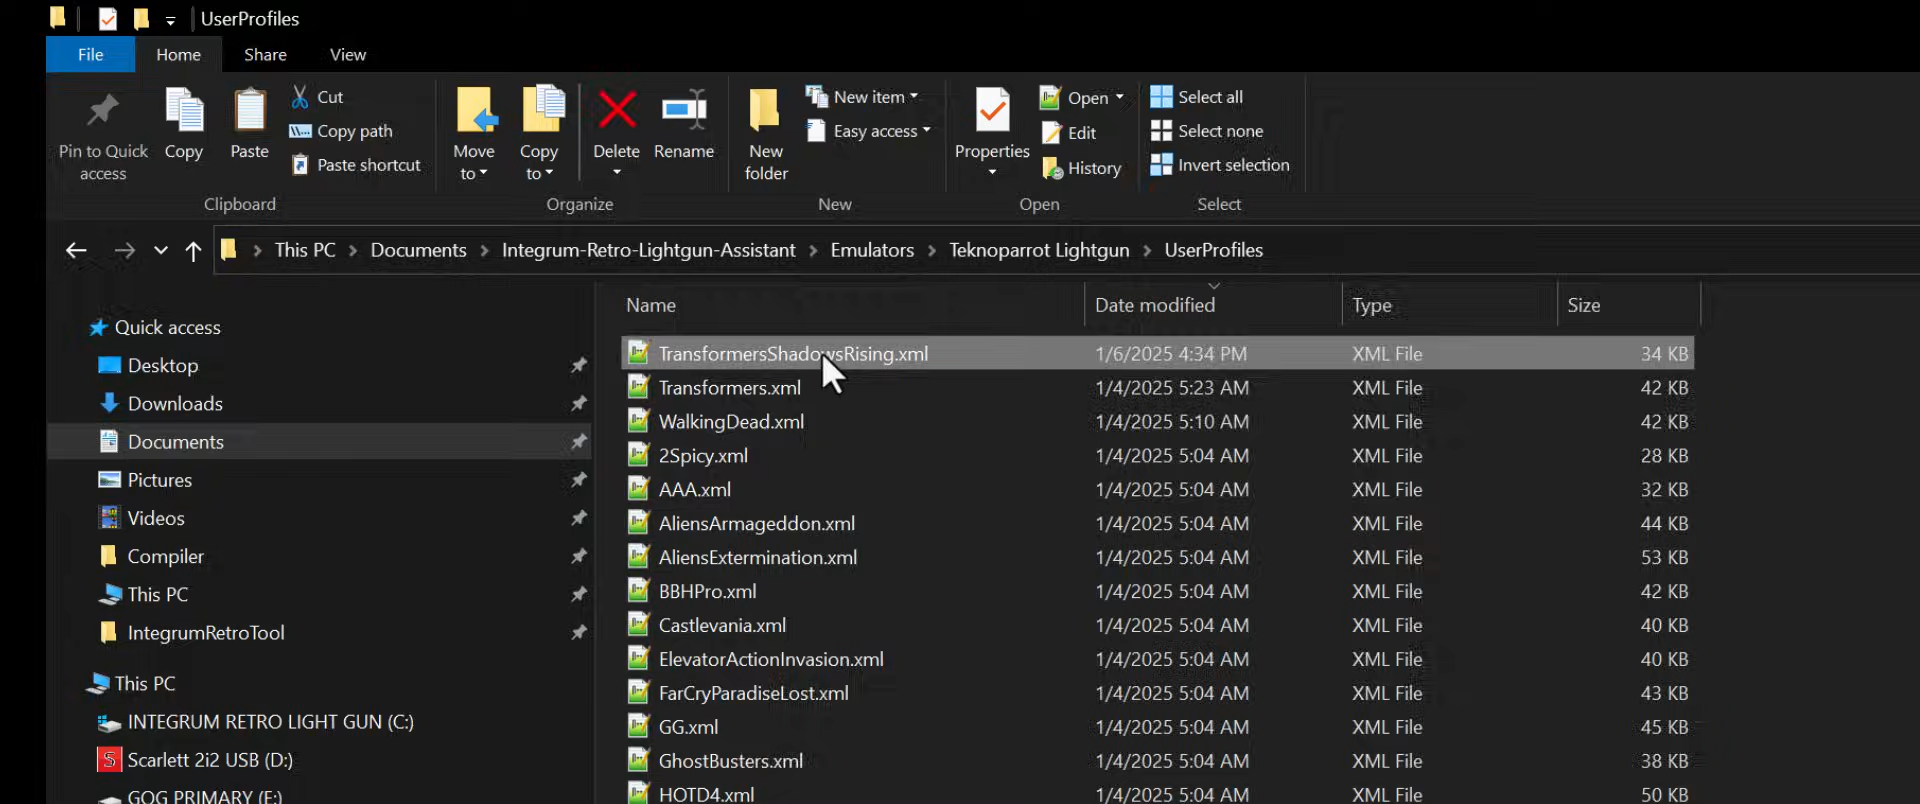 UserProfiles
File Home Share View
Pin to Quick access
Copy
Paste
Cut
Copy path
Paste shortcut
Clipboard
Move to
Copy to
Delete
Rename
Organize
New folder
New item
Easy access
New
Properties
Open
Edit
History
Open
Select all
Select none
Invert selection
Select
This PC > Documents > Integrum-Retro-Lightgun-Assistant > Emulators > Teknoparrot Lightgun > UserProfiles
Quick access
Desktop
Downloads
Documents
Pictures
Videos
Compiler
This PC
IntegrumRetroTool
This PC
INTEGRUM RETRO LIGHT GUN (C:)
S Scarlett 2i2 USB (D:)
GOG PRIMARY (E:)
Name Date modified Type Size
TransformersShadowsRising.xml 1/6/2025 4:34 PM XML File 34 KB
Transformers.xml 1/4/2025 5:23 AM XML File 42 KB
WalkingDead.xml 1/4/2025 5:10 AM XML File 42 KB
2Spicy.xml 1/4/2025 5:04 AM XML File 28 KB
AAA.xml 1/4/2025 5:04 AM XML File 32 KB
AliensArmageddon.xml 1/4/2025 5:04 AM XML File 44 KB
AliensExtermination.xml 1/4/2025 5:04 AM XML File 53 KB
BBHPro.xml 1/4/2025 5:04 AM XML File 42 KB
Castlevania.xml 1/4/2025 5:04 AM XML File 40 KB
ElevatorActionInvasion.xml 1/4/2025 5:04 AM XML File 40 KB
FarCryParadiseLost.xml 1/4/2025 5:04 AM XML File 43 KB
GG.xml 1/4/2025 5:04 AM XML File 45 KB
GhostBusters.xml 1/4/2025 5:04 AM XML File 38 KB
HOTD4.xml 1/4/2025 5:04 AM XML File 50 KB